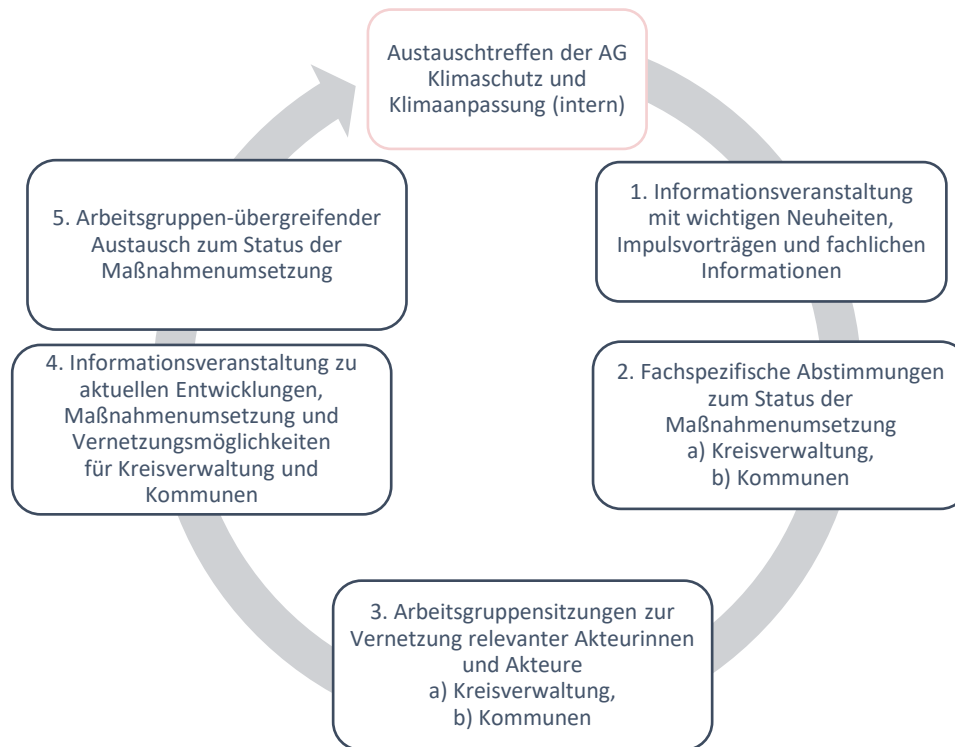 Austauschtreffen der AG
Klimaschutz und
Klimaanpassung (intern)
1. Informationsveranstaltung
mit wichtigen Neuheiten,
Impulsvorträgen und fachlichen
Informationen
2. Fachspezifische Abstimmungen
zum Status der
Maßnahmenumsetzung
a) Kreisverwaltung,
b) Kommunen
3. Arbeitsgruppensitzungen zur
Vernetzung relevanter Akteurinnen
und Akteure
a) Kreisverwaltung,
b) Kommunen
4. Informationsveranstaltung zu
aktuellen Entwicklungen,
Maßnahmenumsetzung und
Vernetzungsmöglichkeiten
für Kreisverwaltung und
Kommunen
5. Arbeitsgruppen-übergreifender
Austausch zum Status der
Maßnahmenumsetzung